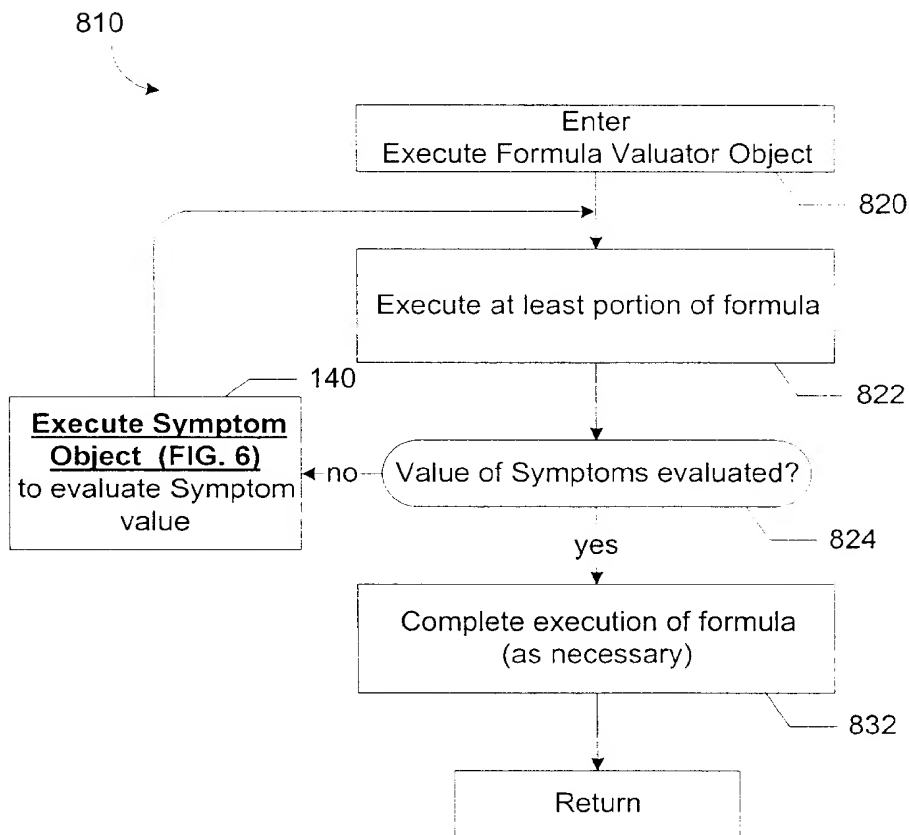 810
Enter
Execute Formula Valuator Object
820
Execute at least portion of formula
822
140
Execute Symptom
Object (FIG. 6)
to evaluate Symptom
value
no
Value of Symptoms evaluated?
824
yes
Complete execution of formula
(as necessary)
832
Return